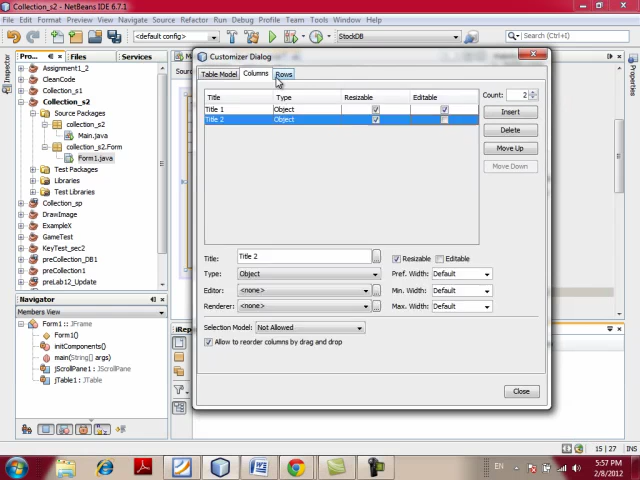 Collection_s2 - NetBeans IDE 6.7.1
File Edit View Navigate Source Refactor Run Debug Profile Team Tools Window Help
<default config>
StockDB
Search (Ctrl+I)
Inspector
Pro...
Files
Services
Assignment1_2
CleanCode
Collection_s1
Collection_s2
Source Packages
collection_s2
Main.java
collection_s2.Form
Form1.java
Test Packages
Libraries
Test Libraries
Collection_sp
DrawImage
ExampleX
GameTest
KeyTest_sec2
preCollection_DB1
preCollection1
preLab12_Update
Navigator
Members View
Form1 :: JFrame
Form1()
initComponents()
main(String[] args)
jScrollPane1 : JScrollPane
jTable1 : JTable
Customizer Dialog
Table Model Columns Rows
Title Type Resizable Editable
Title 1 Object
Title 2 Object
Count: 2
Insert
Delete
Move Up
Move Down
Title: Title 2 ...
Resizable Editable
Type: Object
Pref. Width: Default
Editor: <none> ...
Min. Width: Default
Renderer: <none> ...
Max. Width: Default
Selection Model: Not Allowed
Allow to reorder columns by drag and drop
Close
Properties
15 | 27 INS
EN
5:57 PM
2/8/2012